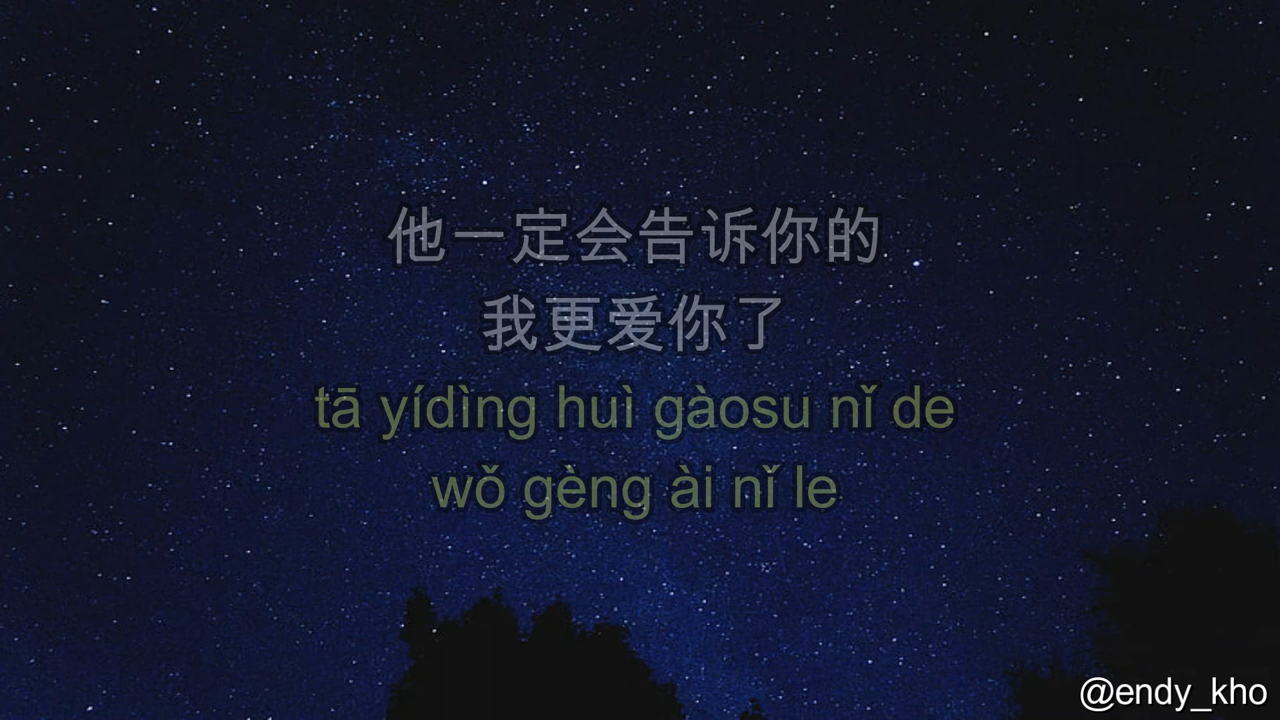 他一定会告诉你的
我更爱你了
tā yídìng huì gàosu nǐ de
wǒ gèng ài nǐ le
@endy_kho